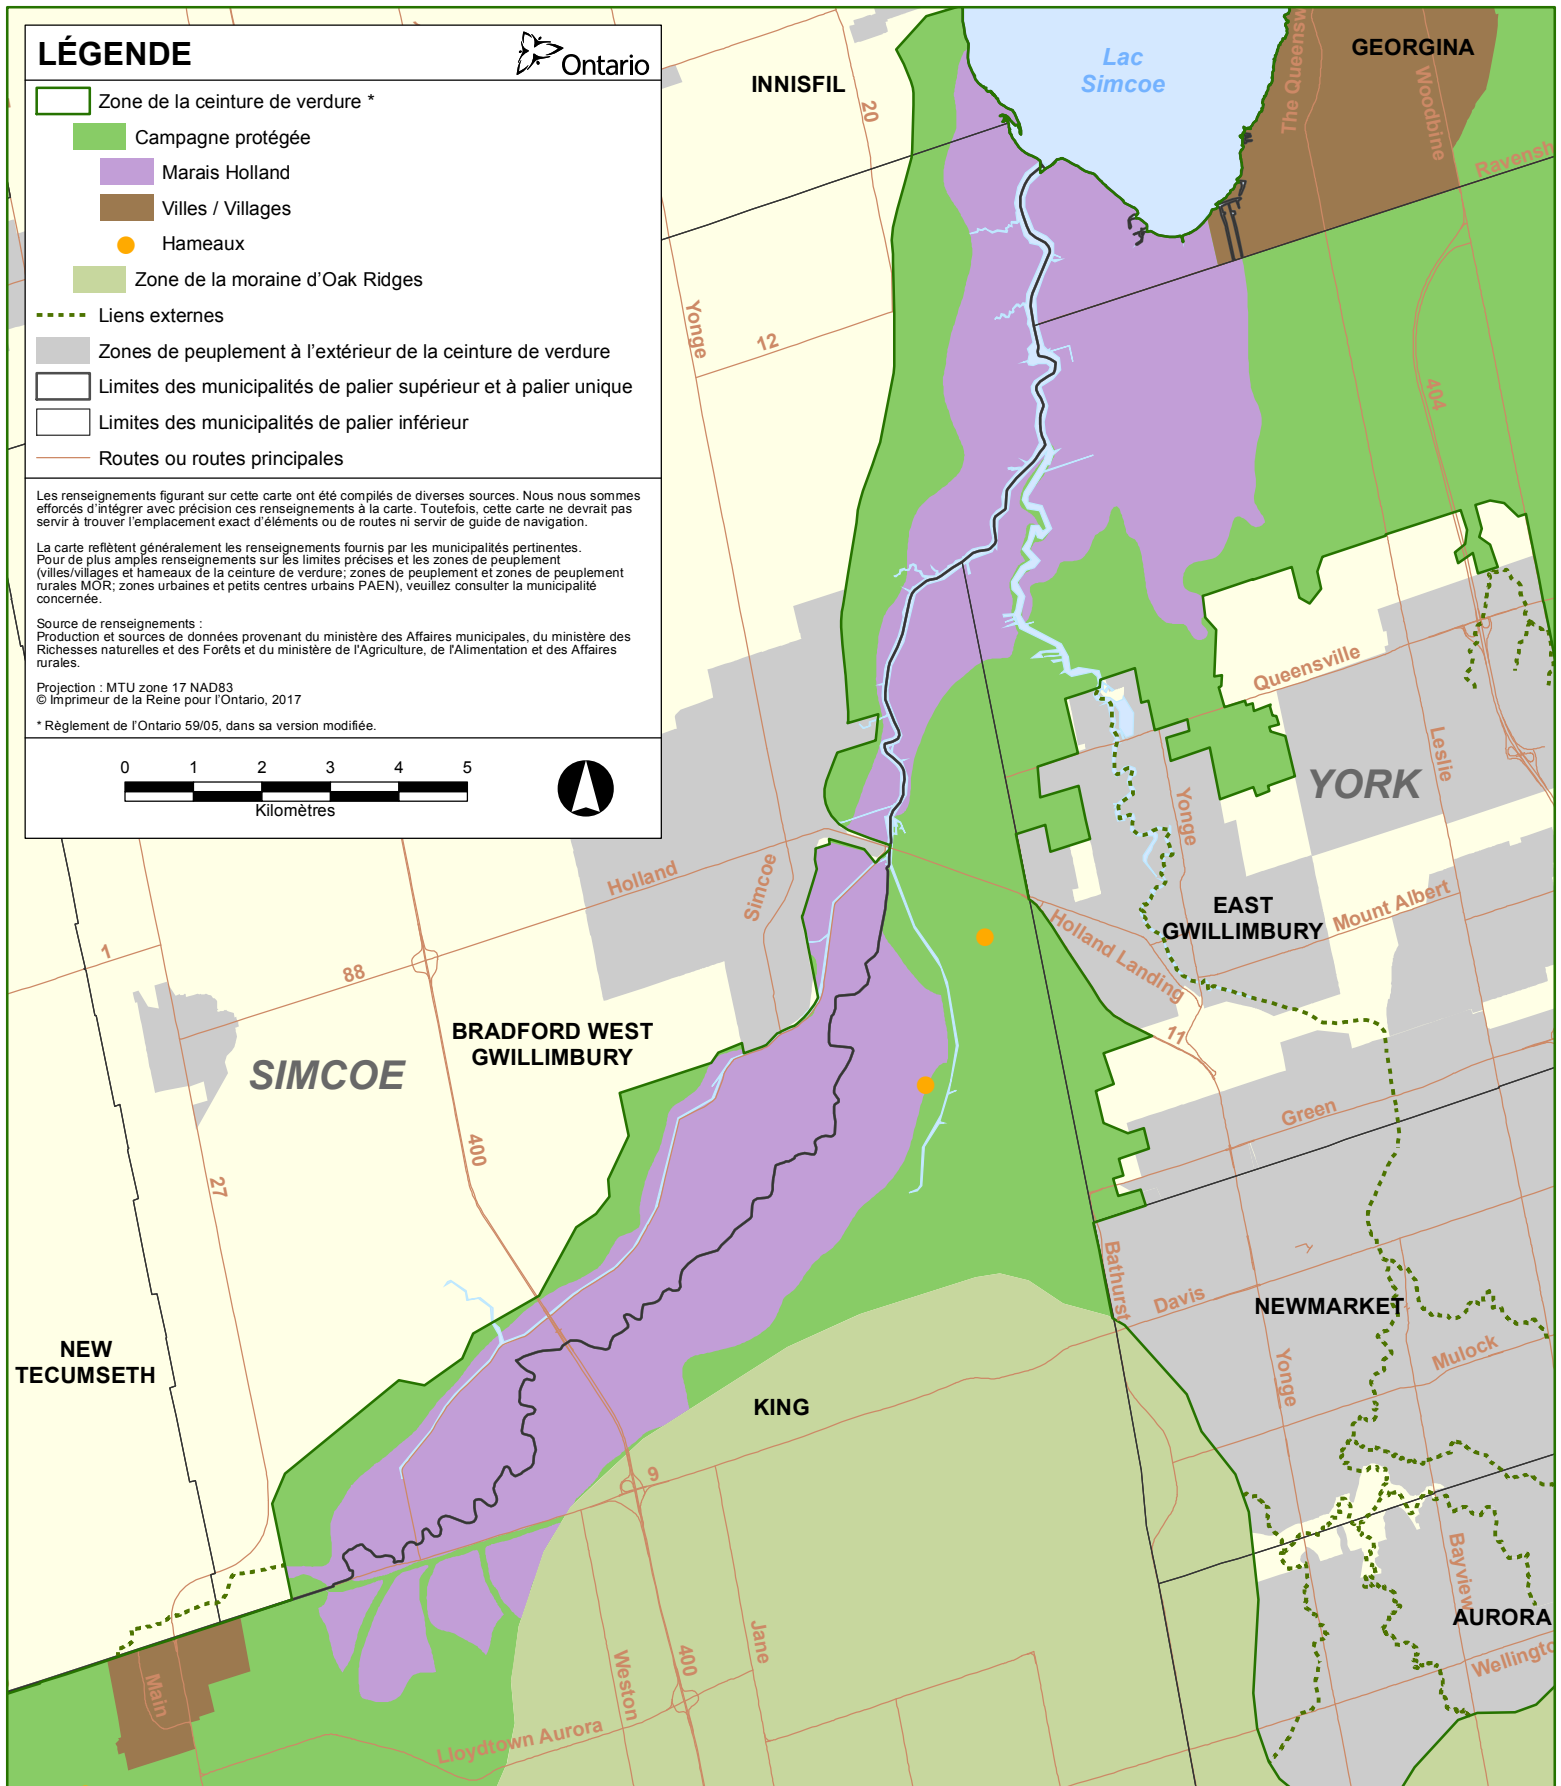 LÉGENDE
Ontario
Zone de la ceinture de verdure *
Campagne protégée
Marais Holland
Villes / Villages
Hameaux
Zone de la moraine d'Oak Ridges
Liens externes
Zones de peuplement à l'extérieur de la ceinture de verdure
Limites des municipalités de palier supérieur et à palier unique
Limites des municipalités de palier inférieur
Routes ou routes principales
Les renseignements figurant sur cette carte ont été compilés de diverses sources. Nous nous sommes
efforcés d'intégrer avec précision ces renseignements à la carte. Toutefois, cette carte ne devrait pas
servir à trouver l'emplacement exact d'éléments ou de routes ni servir de guide de navigation.
La carte reflètent généralement les renseignements fournis par les municipalités pertinentes.
Pour de plus amples renseignements sur les limites précises et les zones de peuplement
(villes/villages et hameaux de la ceinture de verdure; zones de peuplement et zones de peuplement
rurales MOR; zones urbaines et petits centres urbains PAEN), veuillez consulter la municipalité
concernée.
Source de renseignements :
Production et sources de données provenant du ministère des Affaires municipales, du ministère des
Richesses naturelles et des Forêts et du ministère de l'Agriculture, de l'Alimentation et des Affaires
rurales.
Projection : MTU zone 17 NAD83
© Imprimeur de la Reine pour l'Ontario, 2017
* Règlement de l'Ontario 59/05, dans sa version modifiée.
0 1 2 3 4 5
Kilomètres
INNISFIL
20
Lac
Simcoe
The Queensw
GEORGINA
Woodbine
Ravensh
Yonge
12
404
Queensville
Leslie
YORK
Yonge
Holland
Simcoe
EAST
GWILLIMBURY
Mount Albert
Holland Landing
11
1
88
BRADFORD WEST
GWILLIMBURY
SIMCOE
400
27
Green
Bathurst
Davis
NEWMARKET
Mulock
Yonge
NEW
TECUMSETH
KING
9
Bayview
AURORA
Wellingto
Main
Weston
400
Jane
Lloydtown Aurora